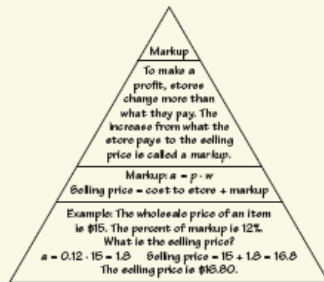 Markup
To make a
profit, stores
charge more than
what they pay. The
increase from what the
store pays to the selling
price is called a markup.
Markup: a = p · w
Selling price = cost to store + markup
Example: The wholesale price of an item
is $15. The percent of markup is 12%.
What is the selling price?
a = 0.12 · 15 = 1.8 Selling price = 15 + 1.8 = 16.8
The selling price is $16.80.